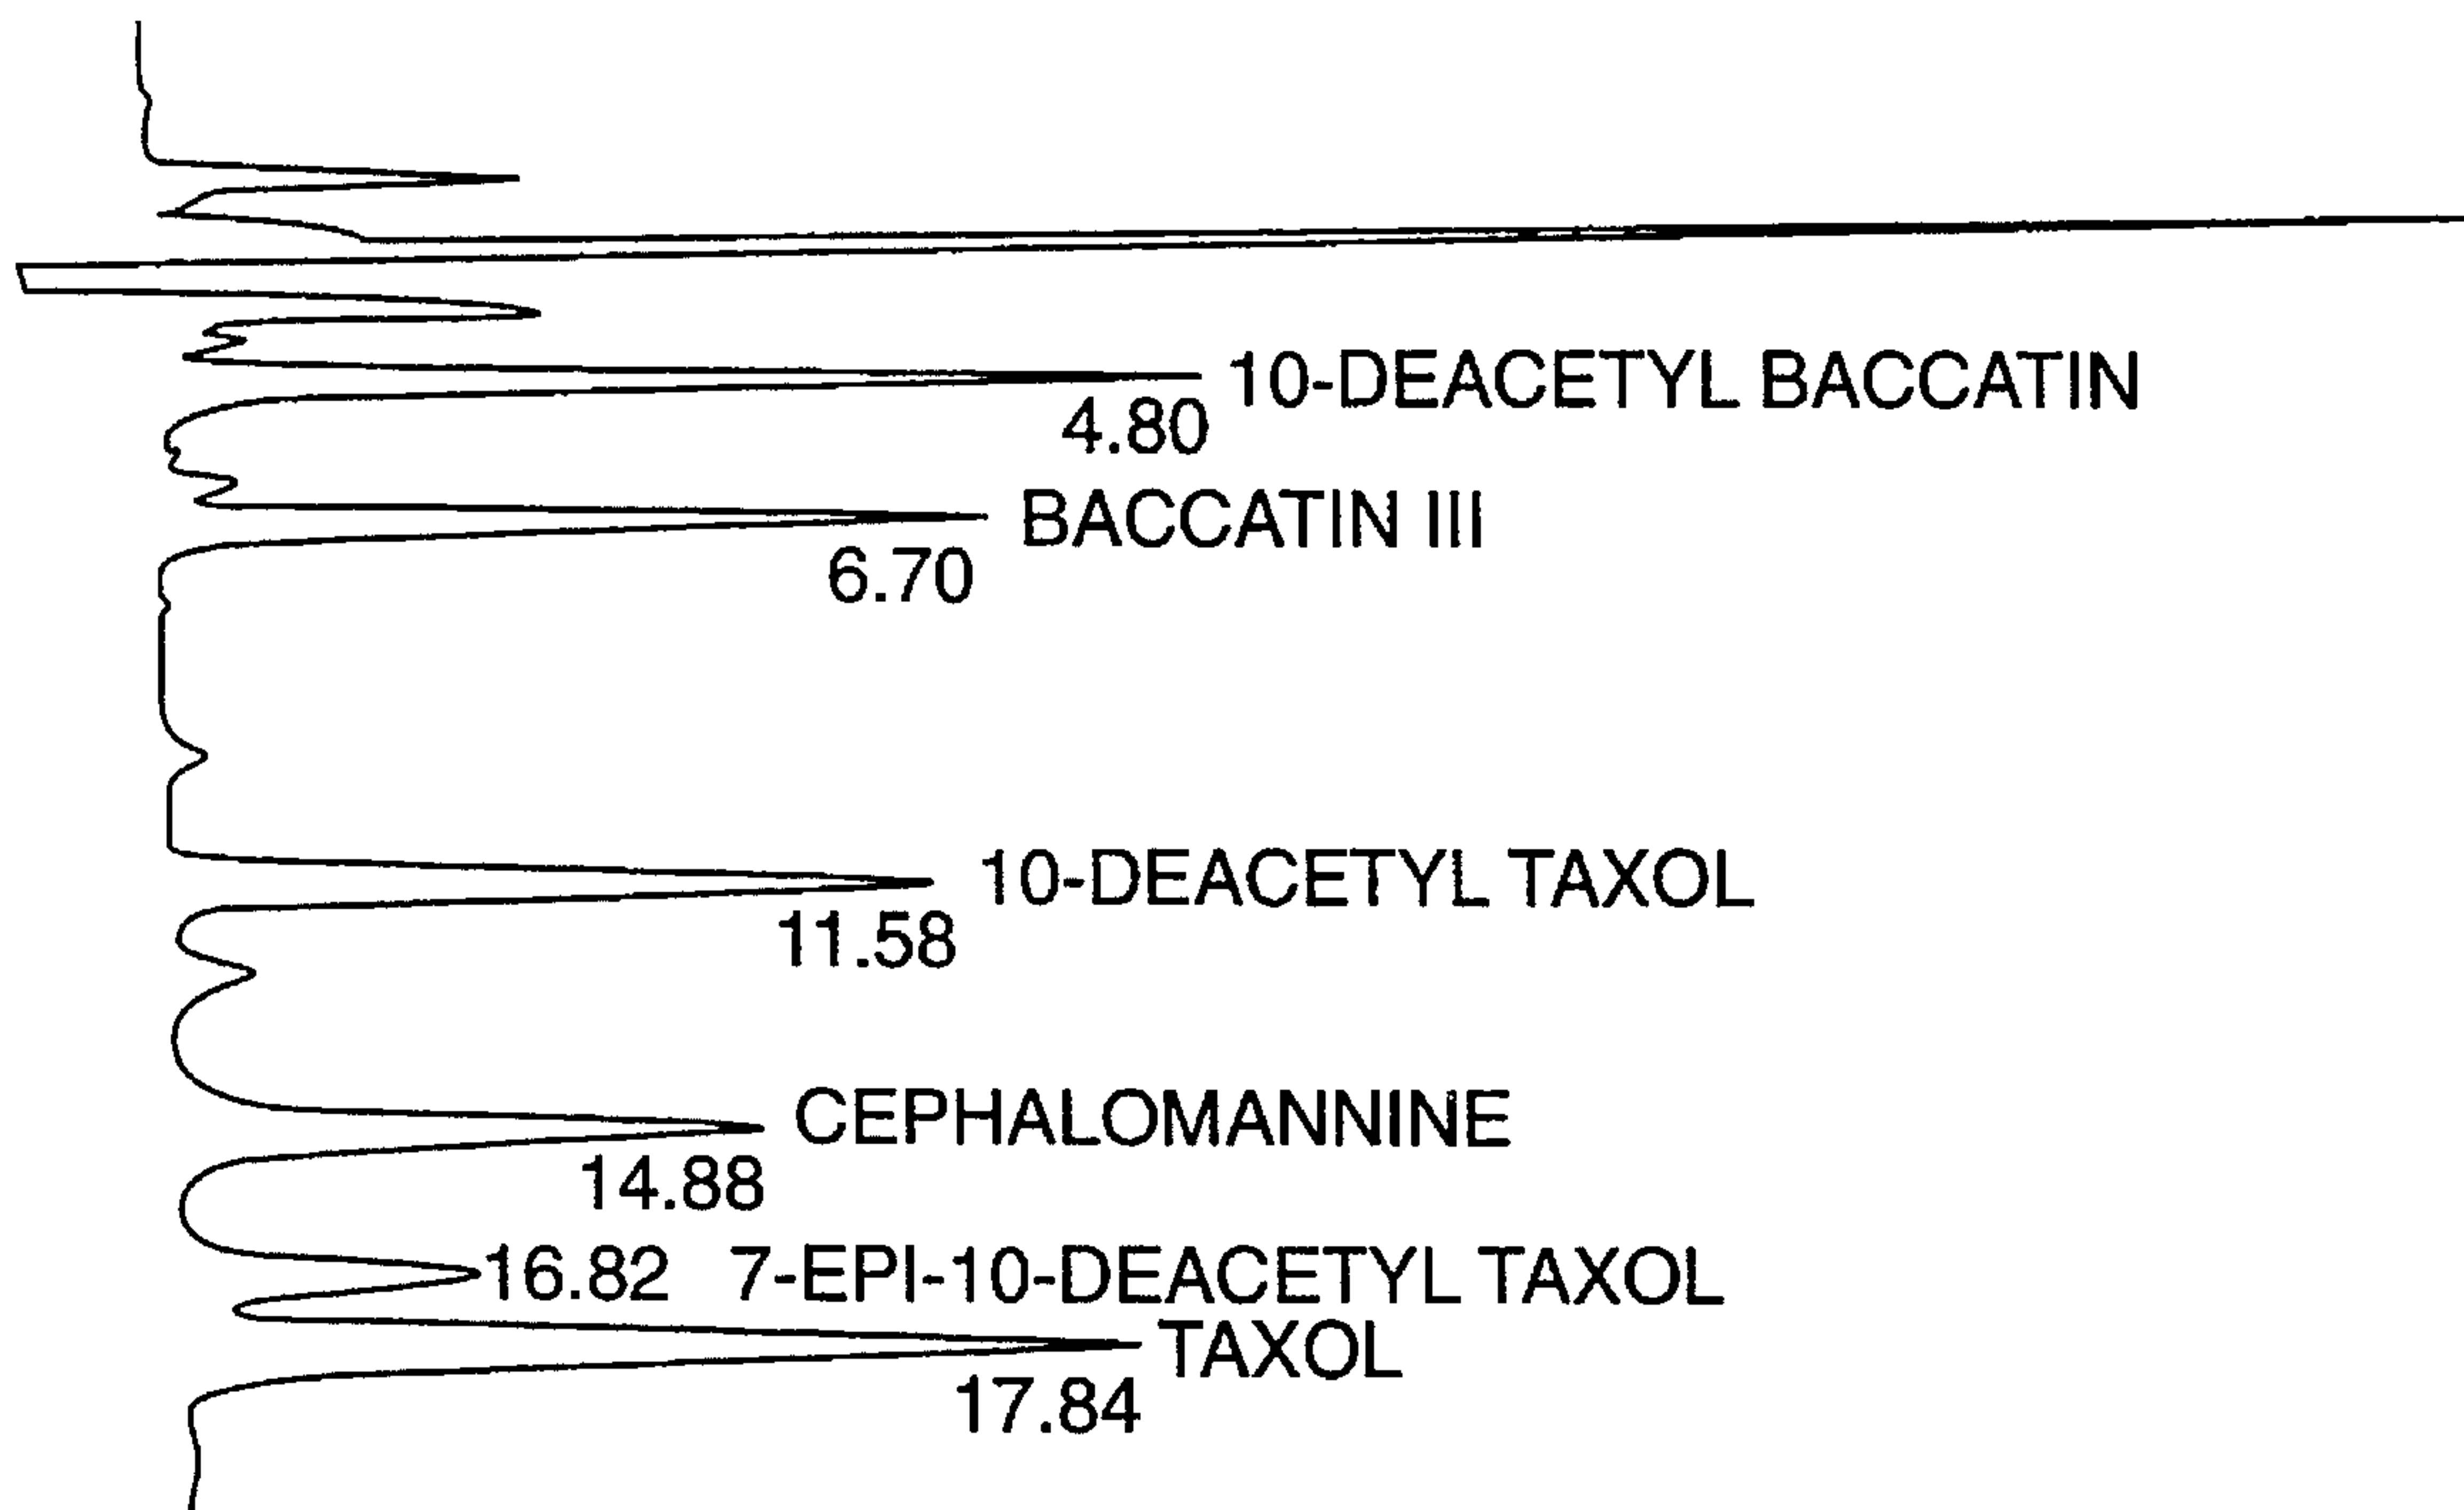 10-DEACETYL BACCATIN
4.80
BACCATIN III
6.70
10-DEACETYL TAXOL
11.58
CEPHALOMANNINE
14.88
16.82 7-EPI-10-DEACETYL TAXOL
TAXOL
17.84